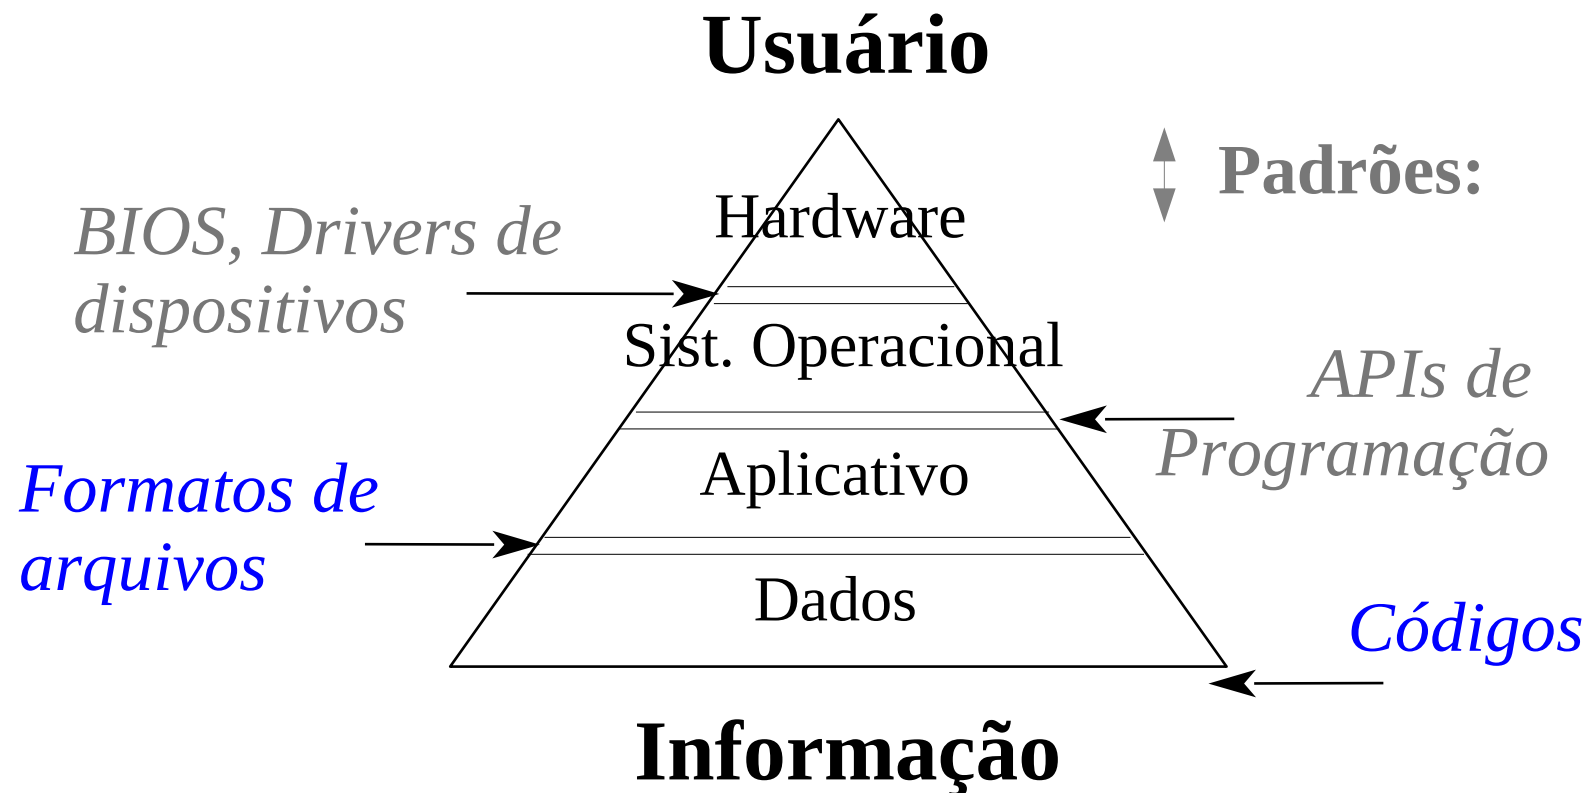 Usuário
Padrões:
Hardware
BIOS, Drivers de
dispositivos
Sist. Operacional
APIs de
Programação
Aplicativo
Formatos de
arquivos
Dados
Códigos
Informação